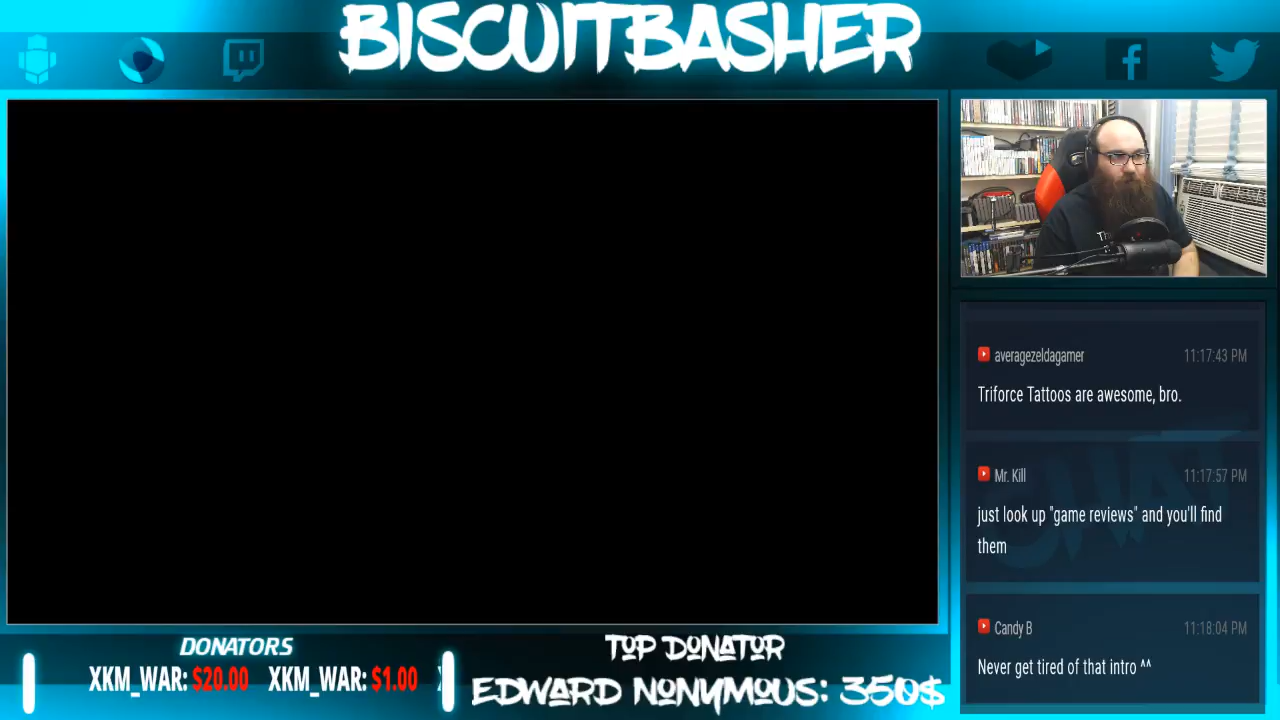 BISCUITBASHER
averagezeldagamer 11:17:43 PM
Triforce Tattoos are awesome, bro.
Mr. Kill 11:17:57 PM
just look up "game reviews" and you'll find
them
Candy B 11:18:04 PM
Never get tired of that intro ^^
DONATORS
XKM_WAR: $20.00 XKM_WAR: $1.00
TOP DONATOR
EDWARD NONYMOUS: 350$
CHAT